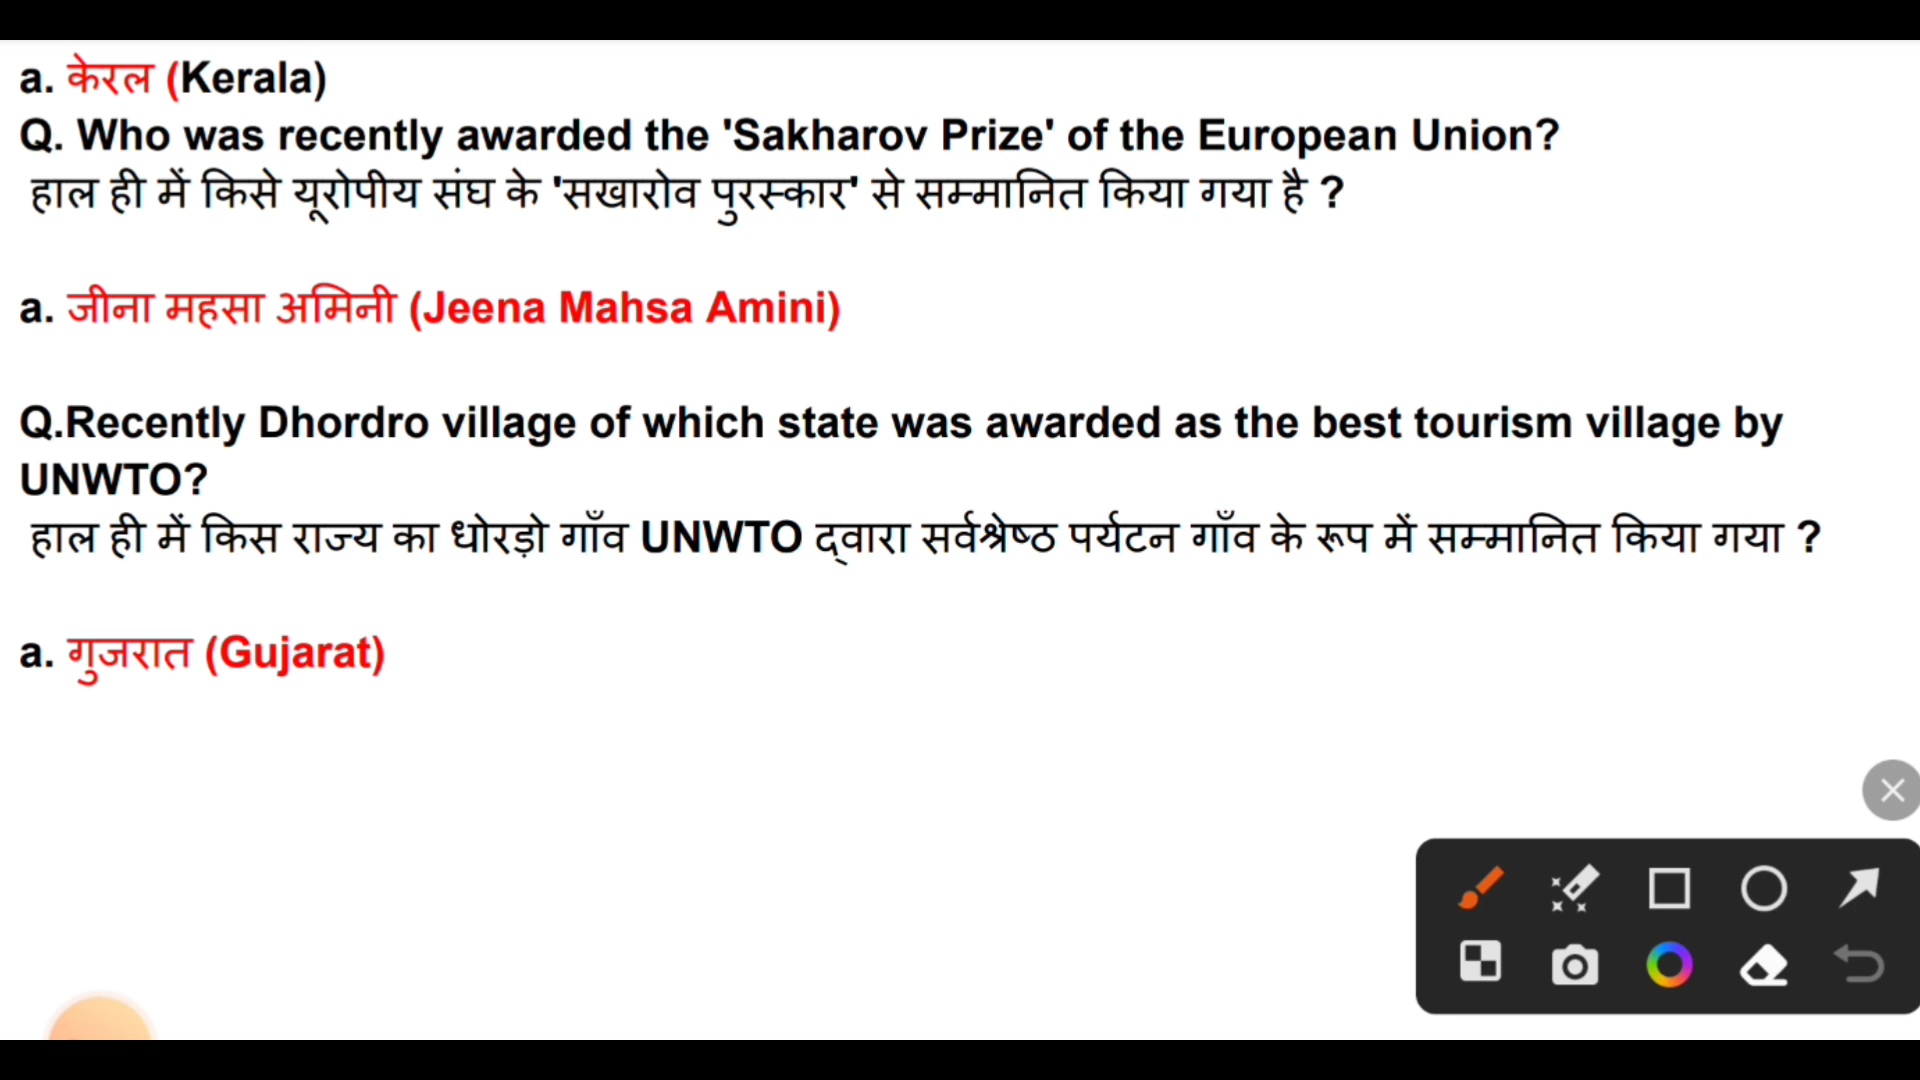 a. केरल (Kerala)
Q. Who was recently awarded the 'Sakharov Prize' of the European Union?
हाल ही में किसे यूरोपीय संघ के 'सखारोव पुरस्कार' से सम्मानित किया गया है ?
a. जीना महसा अमिनी (Jeena Mahsa Amini)
Q.Recently Dhordro village of which state was awarded as the best tourism village by
UNWTO?
हाल ही में किस राज्य का धोरड़ो गाँव UNWTO द्वारा सर्वश्रेष्ठ पर्यटन गाँव के रूप में सम्मानित किया गया ?
a. गुजरात (Gujarat)